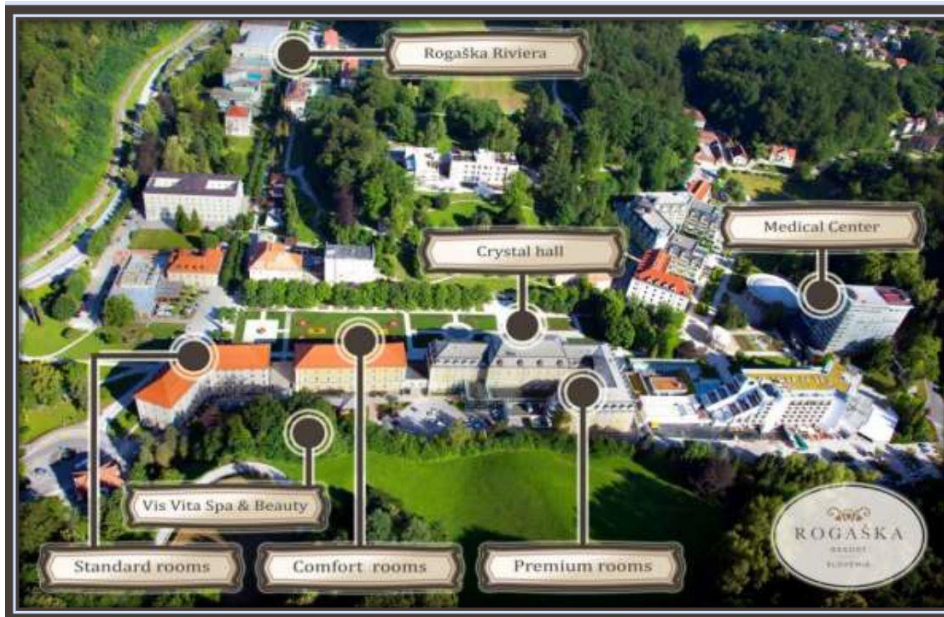 Rogaška Riviera
Medical Center
Crystal hall
Vis Vita Spa & Beauty
Standard rooms
Comfort rooms
Premium rooms
ROGAŠKA
RESORT
SLOVENIA